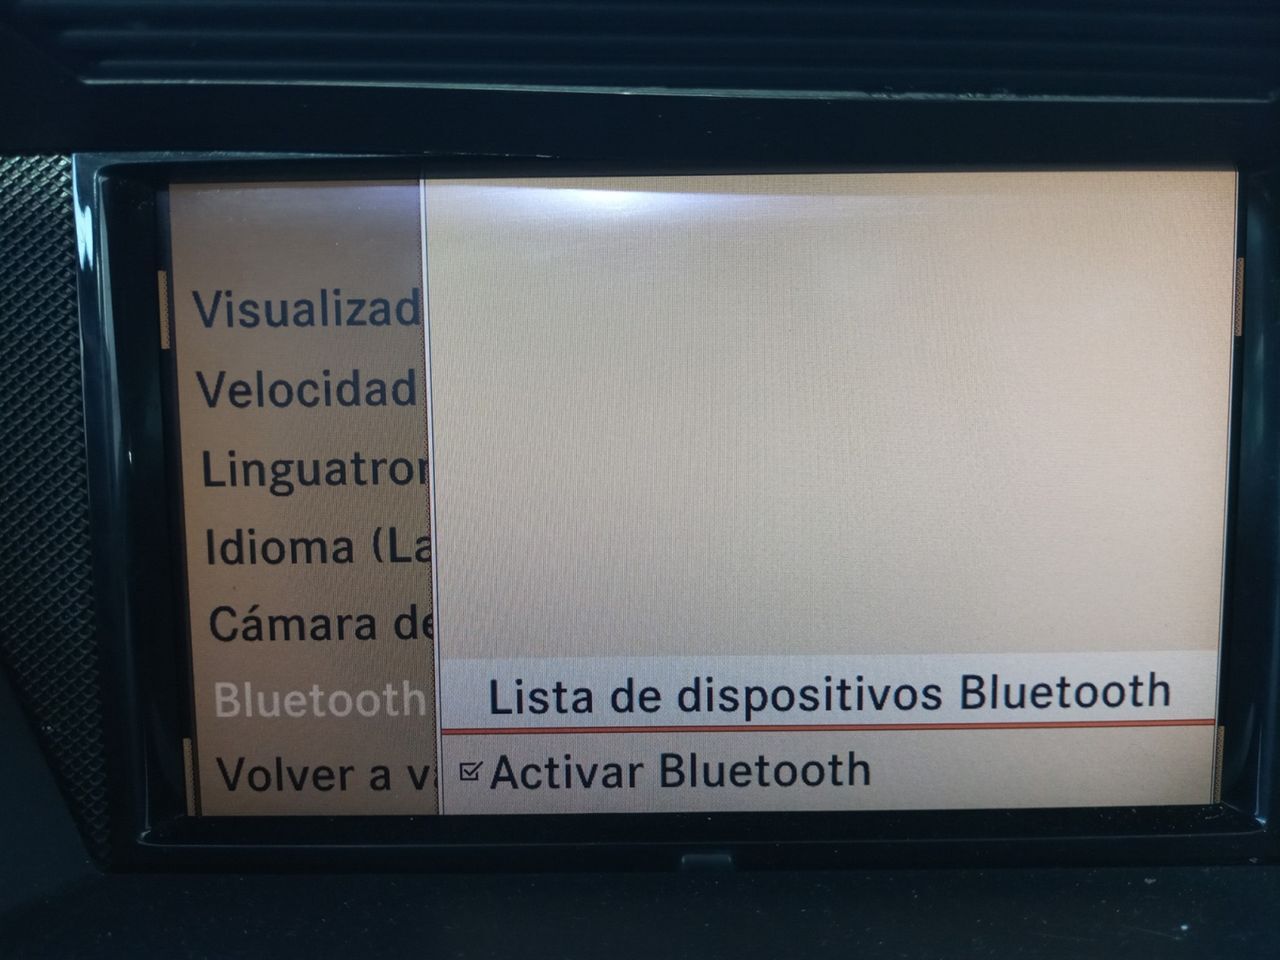 Visualizad
Velocidad
Linguatron
Idioma (La
Cámara de
Bluetooth
Volver a v
Lista de dispositivos Bluetooth
Activar Bluetooth